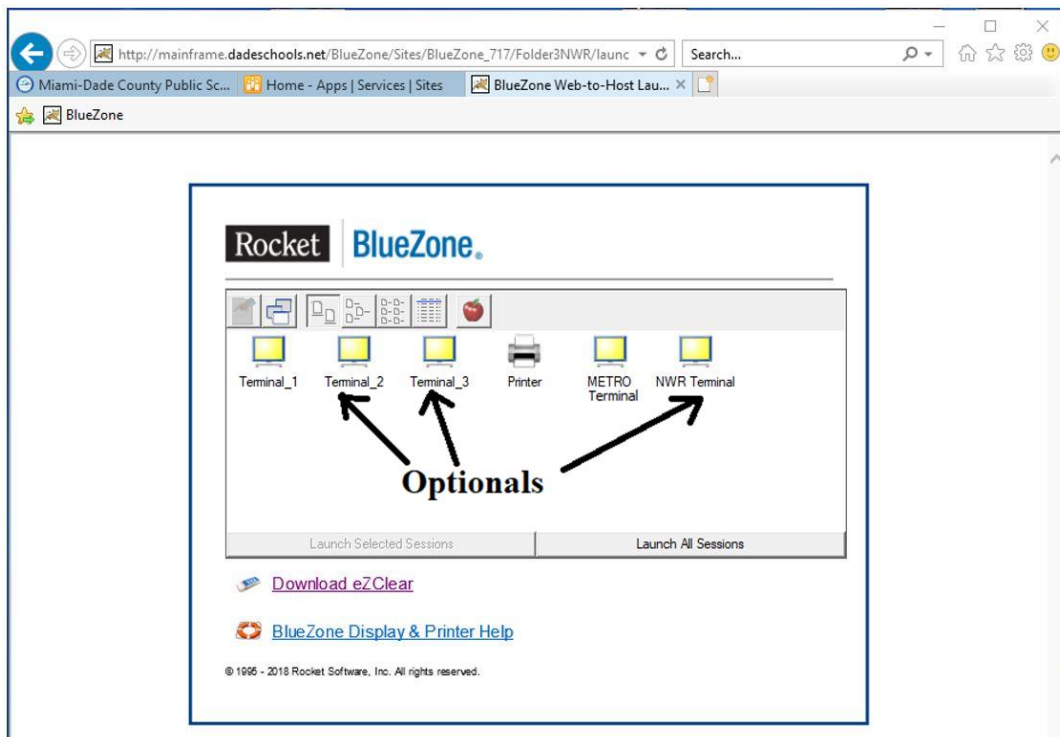 http://mainframe.dadeschools.net/BlueZone/Sites/BlueZone_717/Folder3NWR/launc
Search...
Miami-Dade County Public Sc...
Home - Apps | Services | Sites
BlueZone Web-to-Host Lau...
BlueZone
Rocket BlueZone®
Terminal_1
Terminal_2
Terminal_3
Printer
METRO Terminal
NWR Terminal
Optionals
Launch Selected Sessions
Launch All Sessions
Download eZClear
BlueZone Display & Printer Help
© 1995 - 2018 Rocket Software, Inc. All rights reserved.